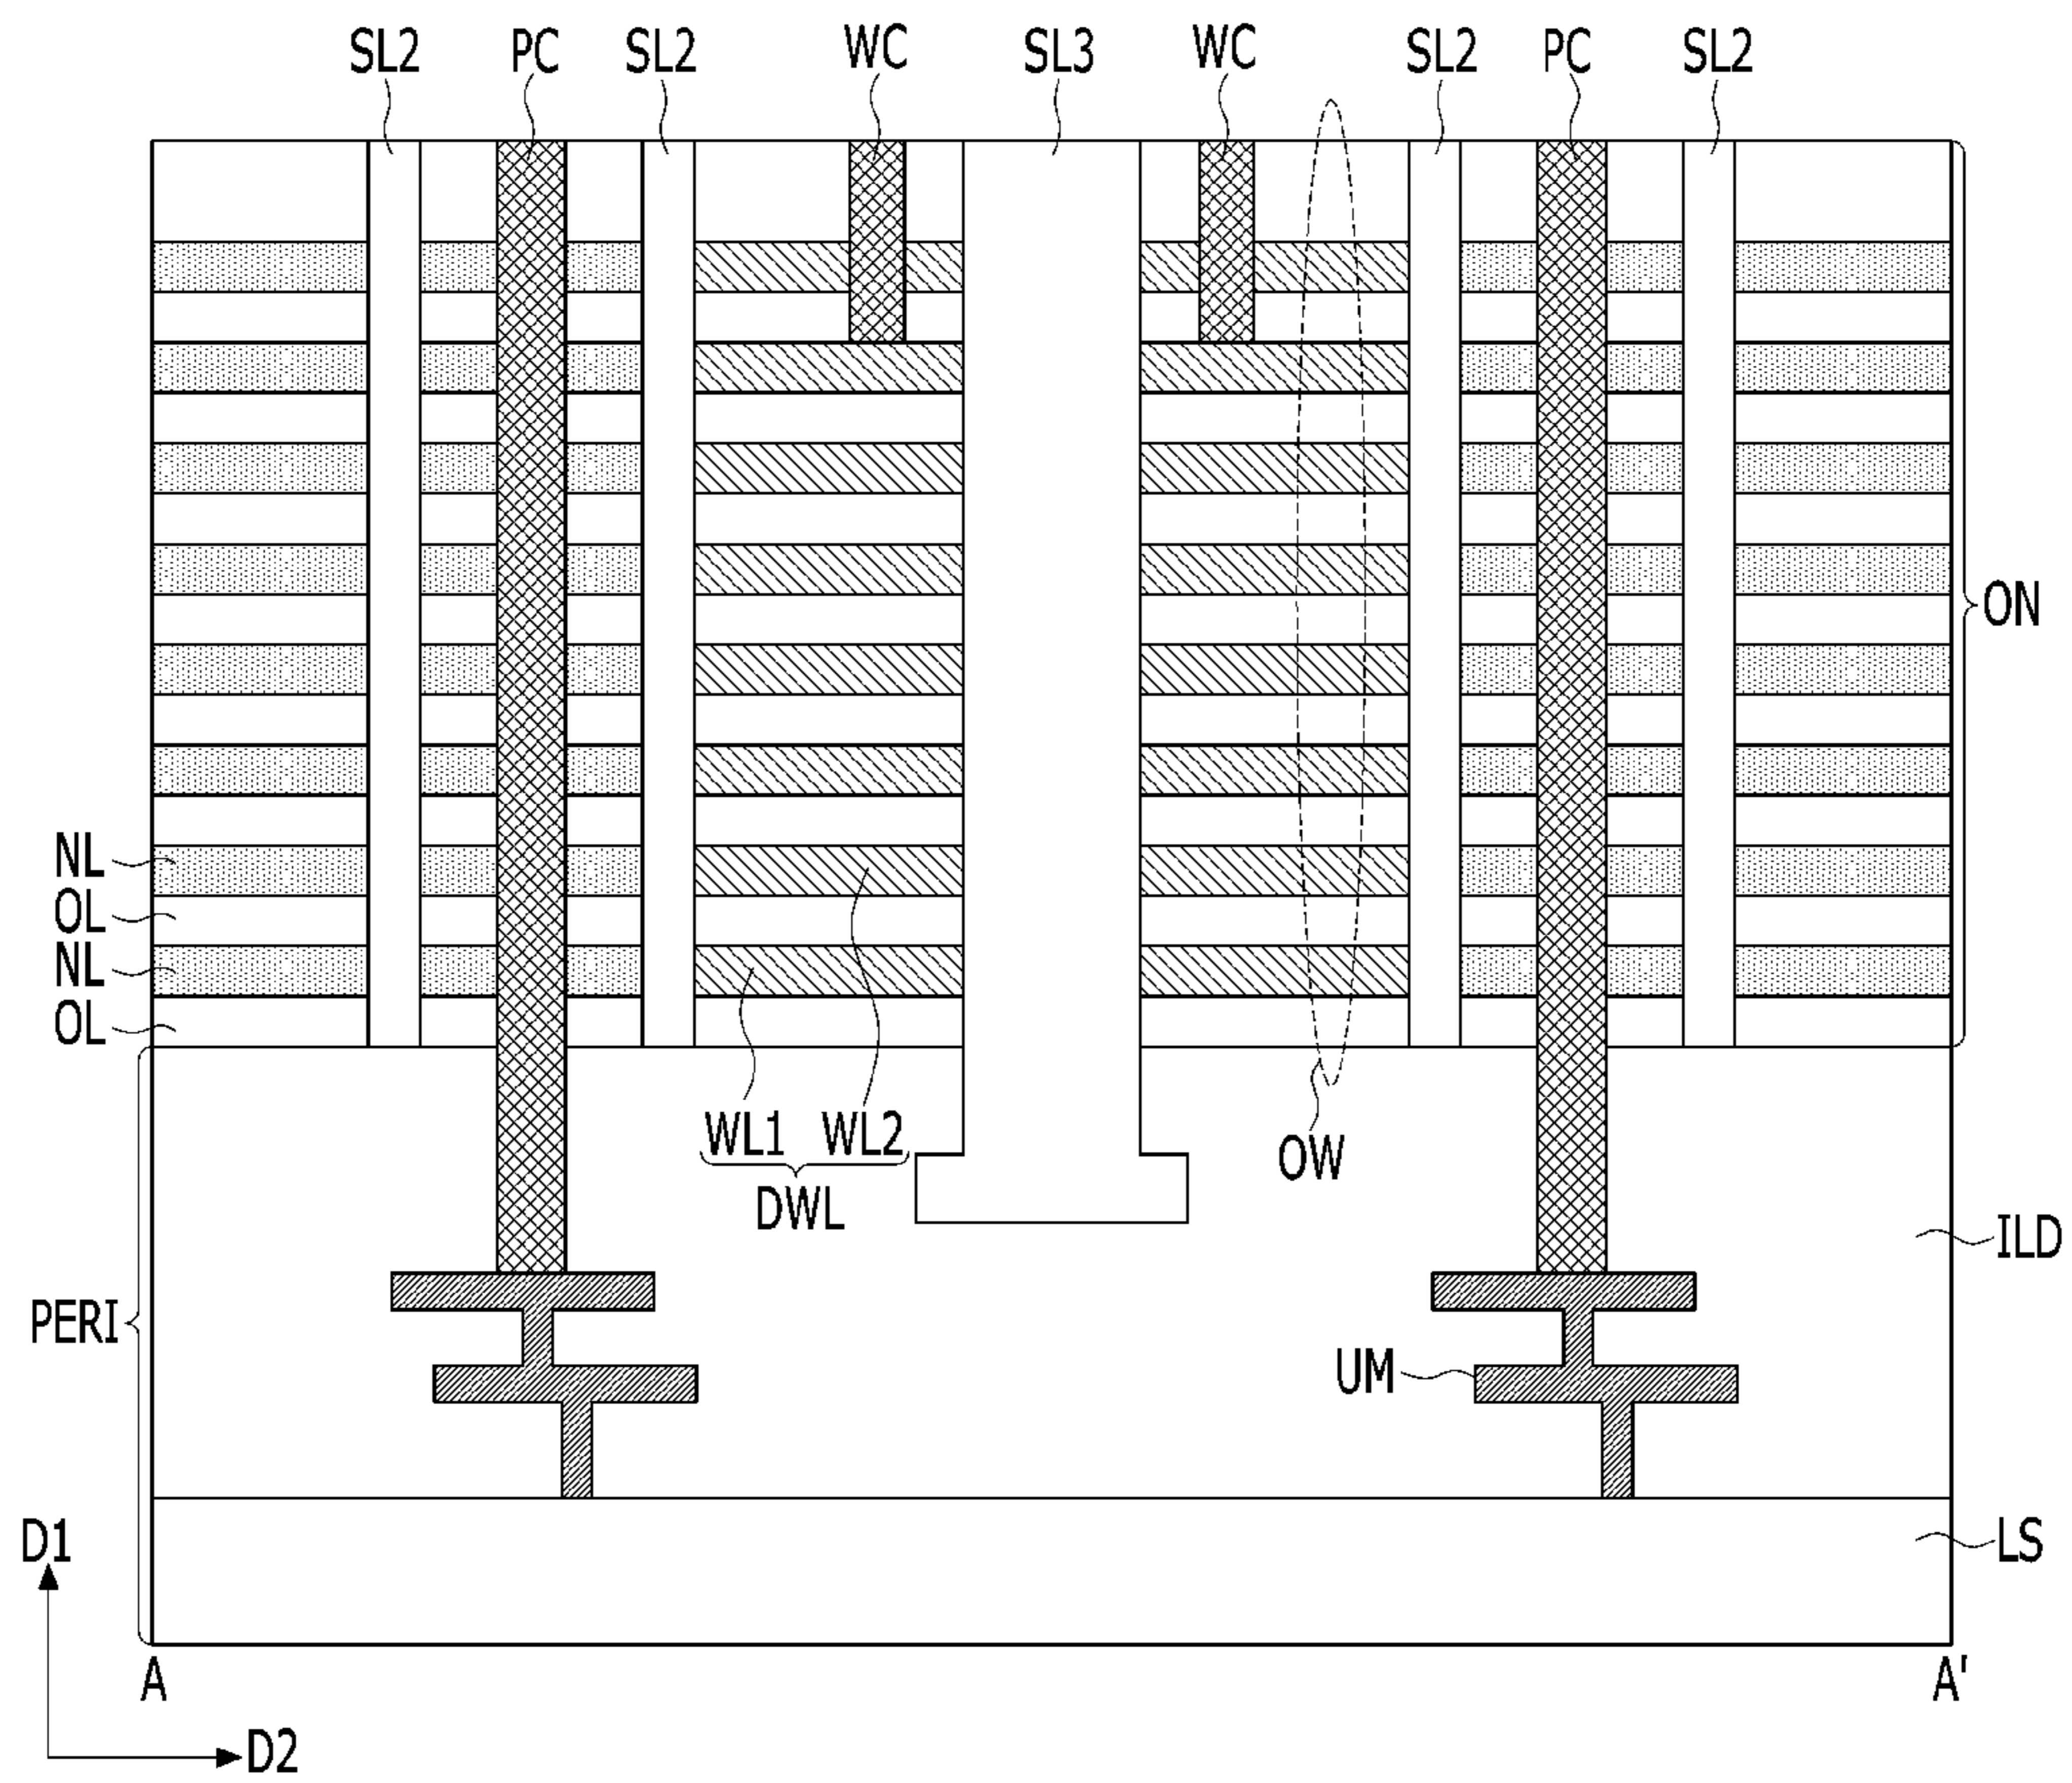 SL2 PC SL2 WC SL3 WC SL2 PC SL2
ON
NL
OL
NL
OL
WL1 WL2
DWL
OW
ILD
PERI
UM
D1
LS
A A'
D2